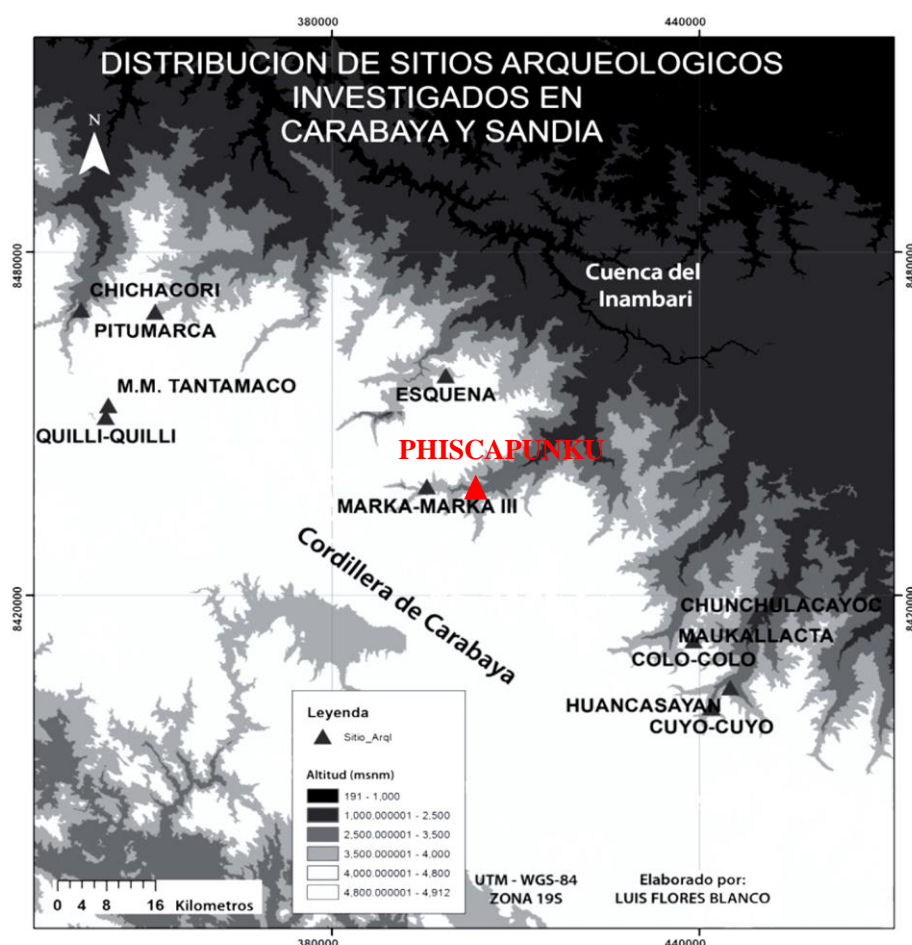 380000
440000
DISTRIBUCION DE SITIOS ARQUEOLOGICOS
INVESTIGADOS EN
CARABAYA Y SANDIA
N
8480000
8480000
Cuenca del
Inambari
CHICHACORI
PITUMARCA
M.M. TANTAMACO
QUILLI-QUILLI
ESQUENA
PHISCAPUNKU
MARKA-MARKA III
Cordillera de Carabaya
8420000
8420000
CHUNCHULACAYOC
MAUKALLACTA
COLO-COLO
HUANCASAYAN
CUYO-CUYO
Leyenda
Sitio_Arql
Altitud (msnm)
191 - 1,000
1,000.000001 - 2,500
2,500.000001 - 3,500
3,500.000001 - 4,000
4,000.000001 - 4,800
4,800.000001 - 4,912
0 4 8 16 Kilometros
UTM - WGS-84
ZONA 19S
Elaborado por:
LUIS FLORES BLANCO
380000
440000